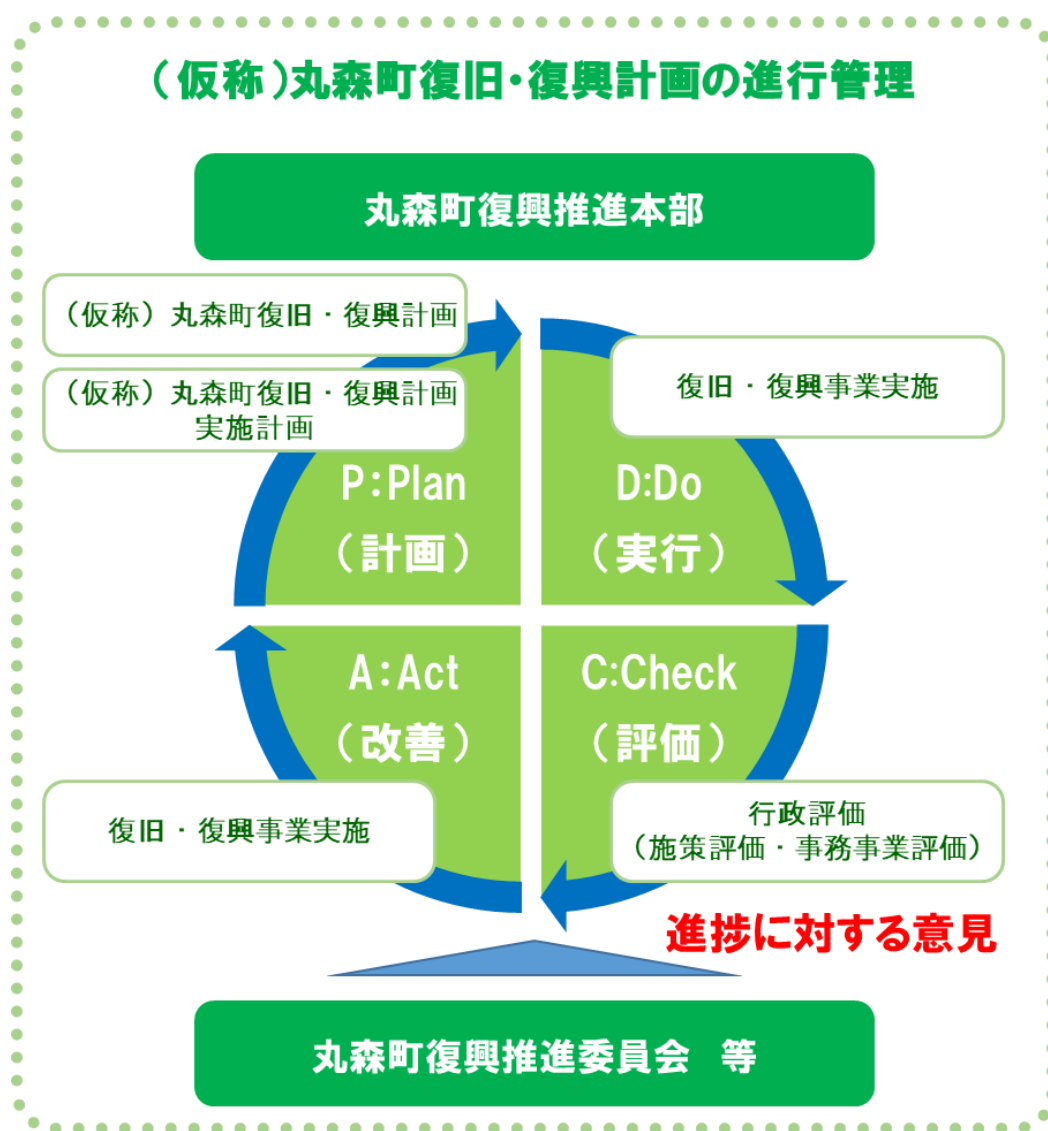 （仮称）丸森町復旧・復興計画の進行管理
丸森町復興推進本部
（仮称）丸森町復旧・復興計画
（仮称）丸森町復旧・復興計画
実施計画
復旧・復興事業実施
P：Plan
（計画）
D：Do
（実行）
A：Act
（改善）
C：Check
（評価）
復旧・復興事業実施
行政評価
（施策評価・事務事業評価）
進捗に対する意見
丸森町復興推進委員会　等